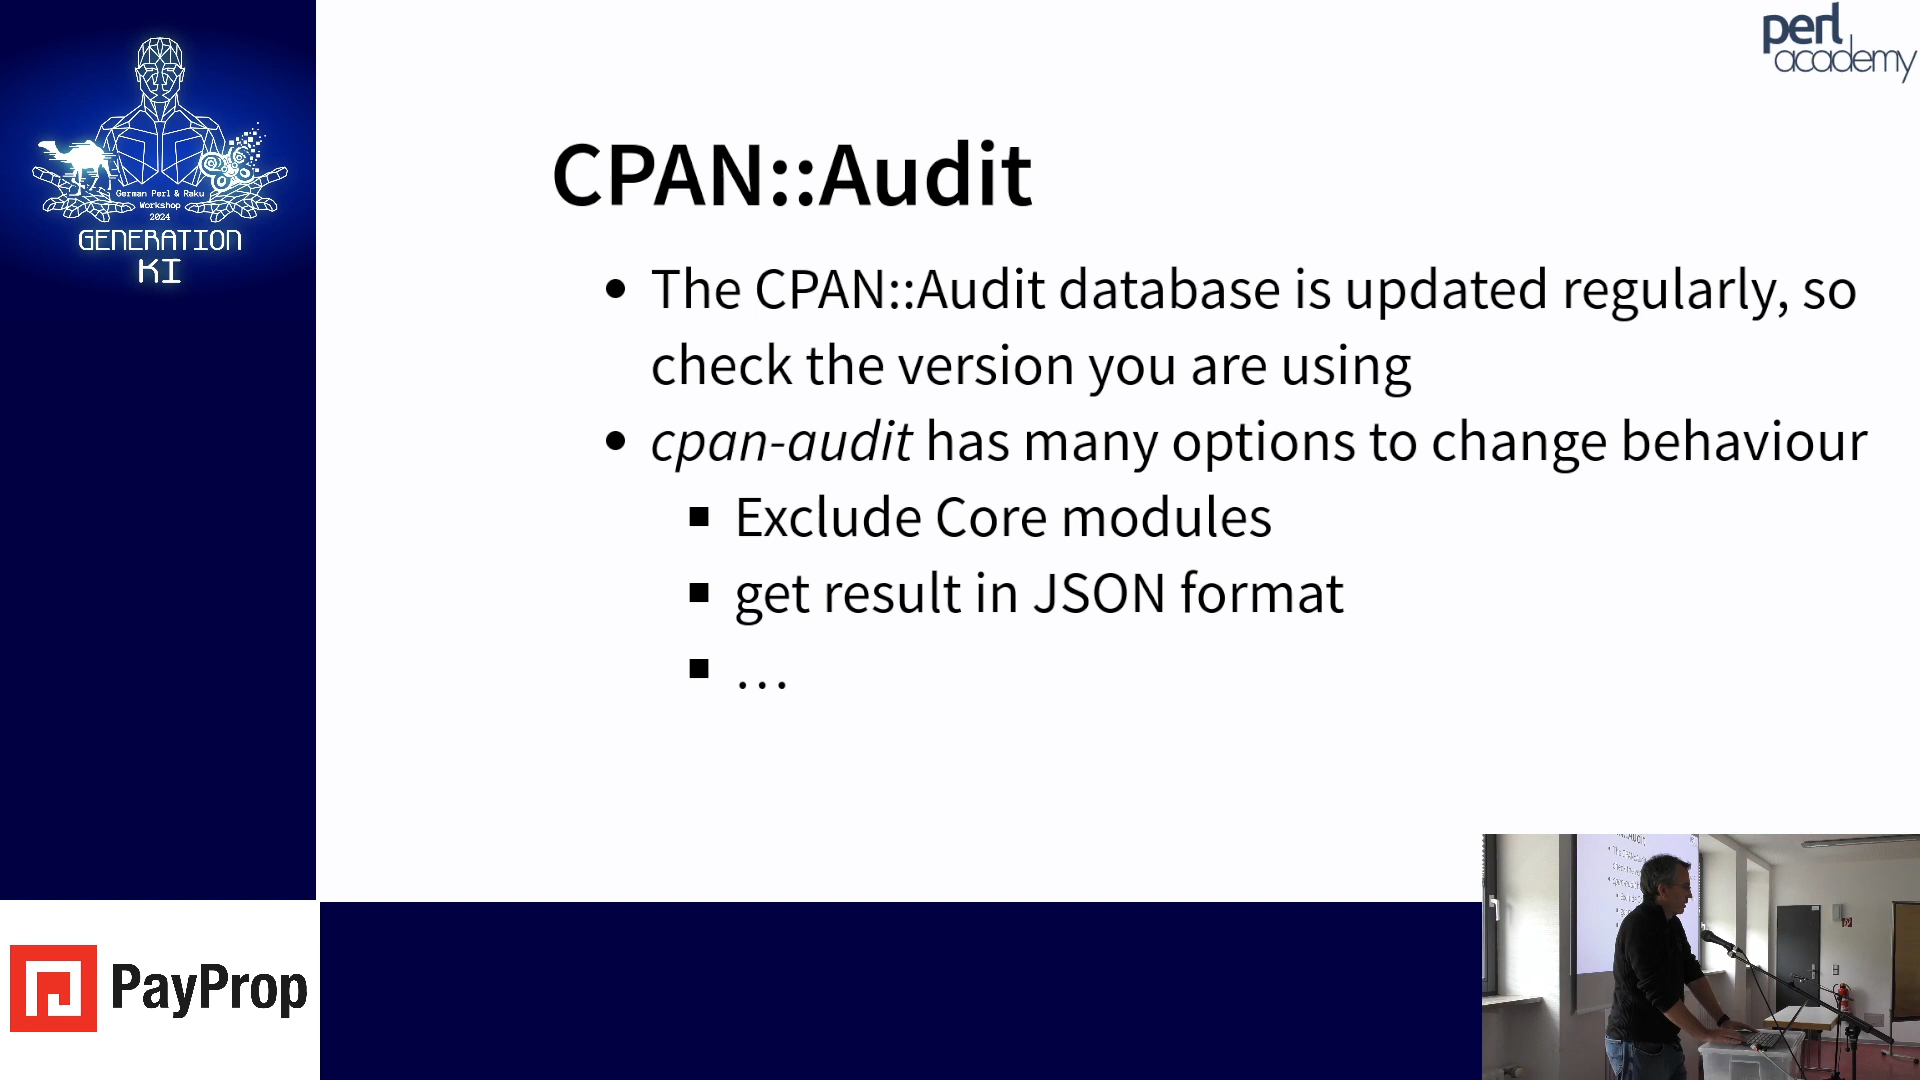 perl
academy
German Perl & Raku
Workshop
2024
GENERATION
KI
CPAN::Audit
• The CPAN::Audit database is updated regularly, so
check the version you are using
• cpan-audit has many options to change behaviour
▪ Exclude Core modules
▪ get result in JSON format
▪ …
PayProp